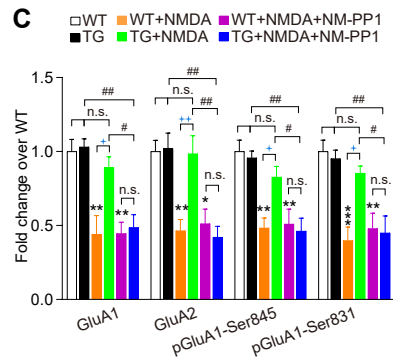 C
WT WT+NMDA WT+NMDA+NM-PP1
TG TG+NMDA TG+NMDA+NM-PP1
Fold change over WT
1.5
1.0
0.5
0.0
## n.s. + # n.s. ** **
## n.s. ++ ## n.s. ** *
## n.s. + # n.s. ** **
## n.s. + # n.s. *** **
GluA1
GluA2
pGluA1-Ser845
pGluA1-Ser831